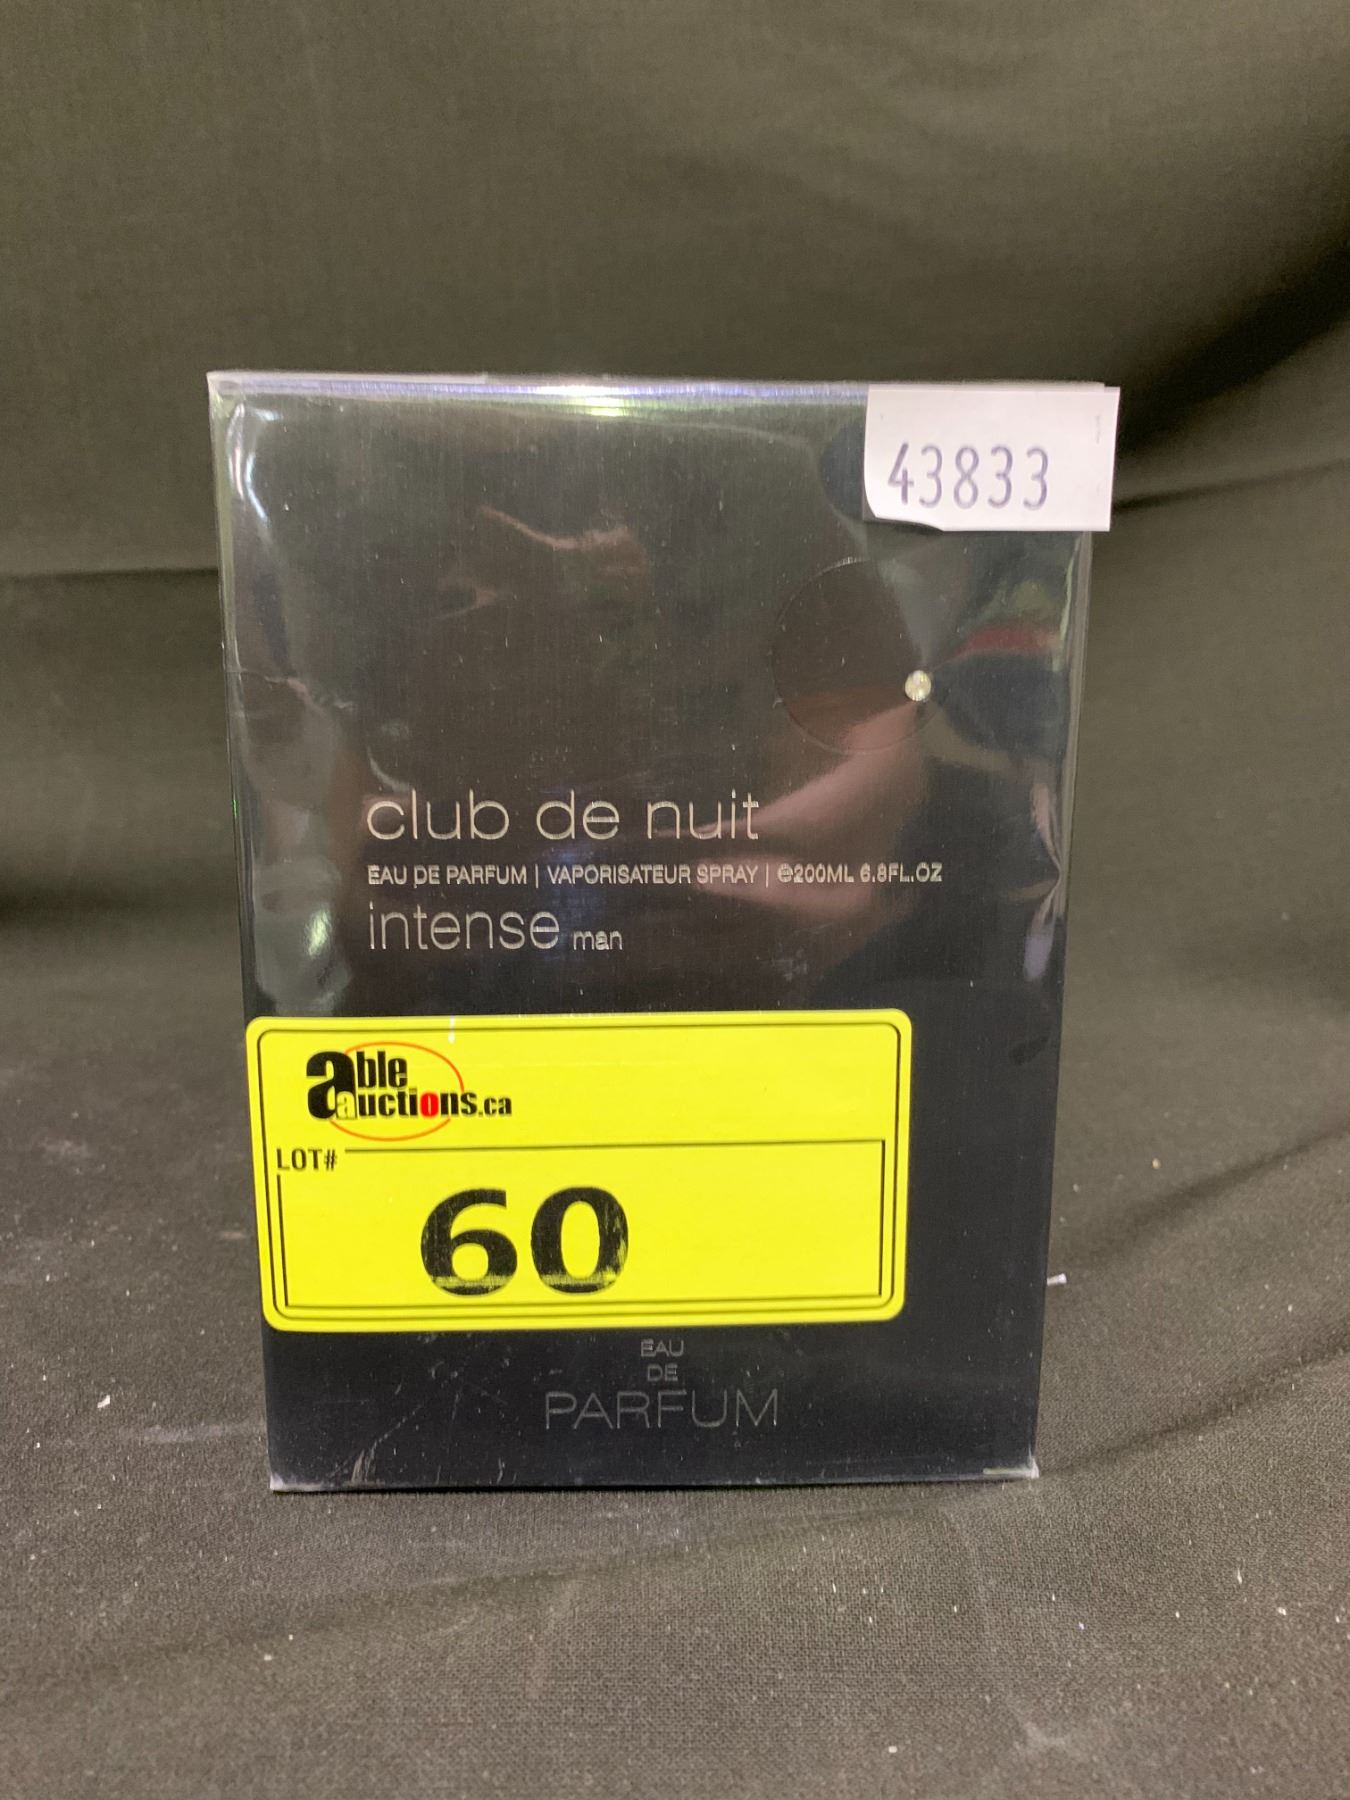 43833
club de nuit
EAU DE PARFUM | VAPORISATEUR SPRAY | ℮200ML 6.8FL.OZ
intense man
able
auctions.ca
LOT#
60
EAU
DE
PARFUM